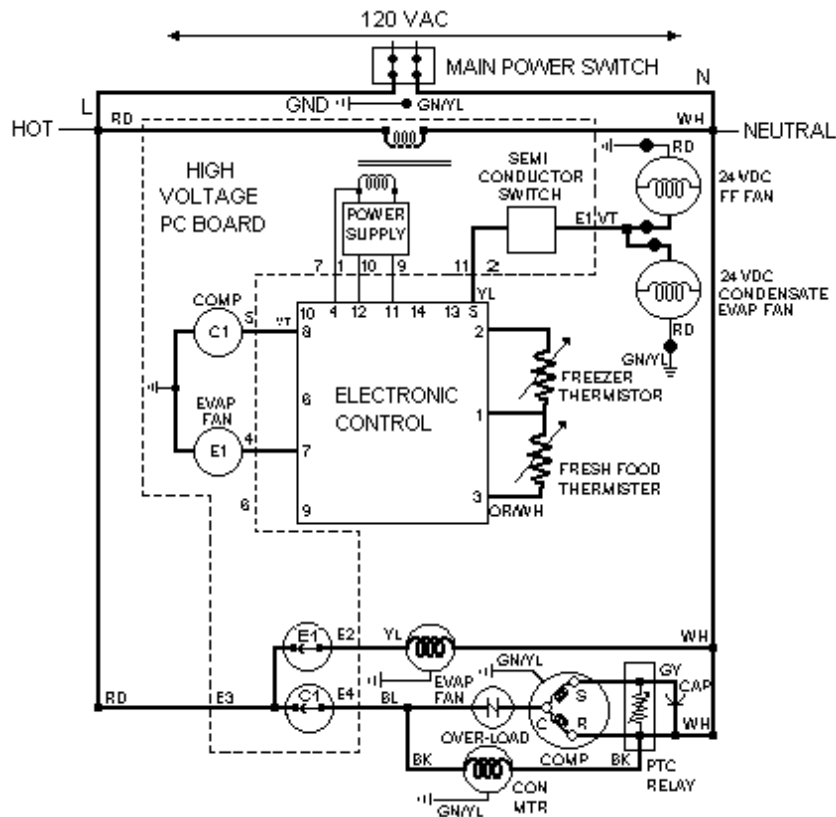 120 VAC
MAIN POWER SWITCH
N
L
GND
GN/YL
HOT
RD
WH
NEUTRAL
RD
HIGH
VOLTAGE
PC BOARD
SEMI
CONDUCTOR
SWITCH
24 VDC
FF FAN
POWER
SUPPLY
E1 VT
7 1 10 9 11 2
24 VDC
CONDENSATE
EVAP FAN
YL
COMP
10 4 12 11 14 13 5
C1
5
VT
8
2
RD
GN/YL
FREEZER
THERMISTOR
ELECTRONIC
CONTROL
6
1
EVAP
FAN
E1
4
7
FRESH FOOD
THERMISTER
3
6
9
OR/WH
E1
E2
YL
WH
EVAP
FAN
GN/YL
GY
CAP
RD
E3
C1
E4
BL
C
S
R
WH
OVER-LOAD
COMP
BK
BK
PTC
RELAY
CON
MTR
GN/YL